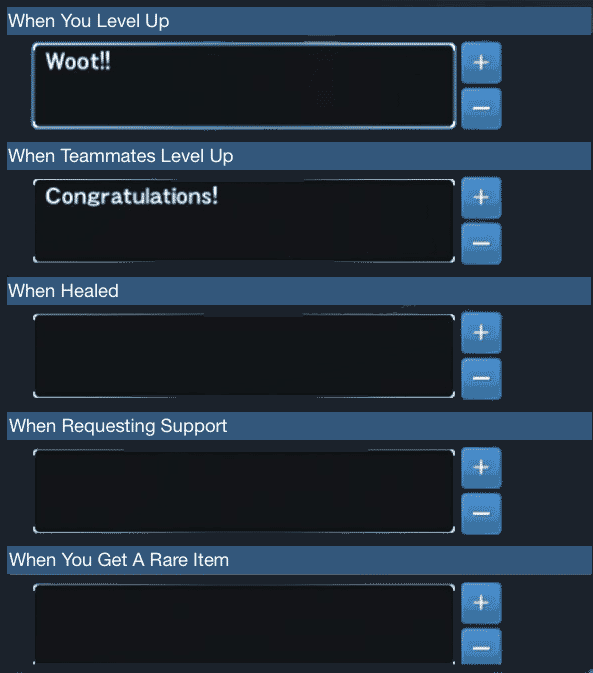 When You Level Up
Woot!!
When Teammates Level Up
Congratulations!
When Healed
When Requesting Support
When You Get A Rare Item